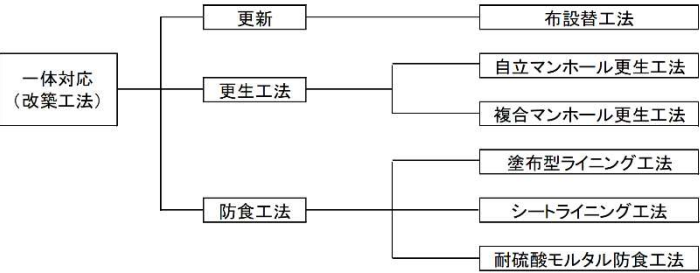 更新
布設替工法
一体対応
（改築工法）
更生工法
自立マンホール更生工法
複合マンホール更生工法
防食工法
塗布型ライニング工法
シートライニング工法
耐硫酸モルタル防食工法